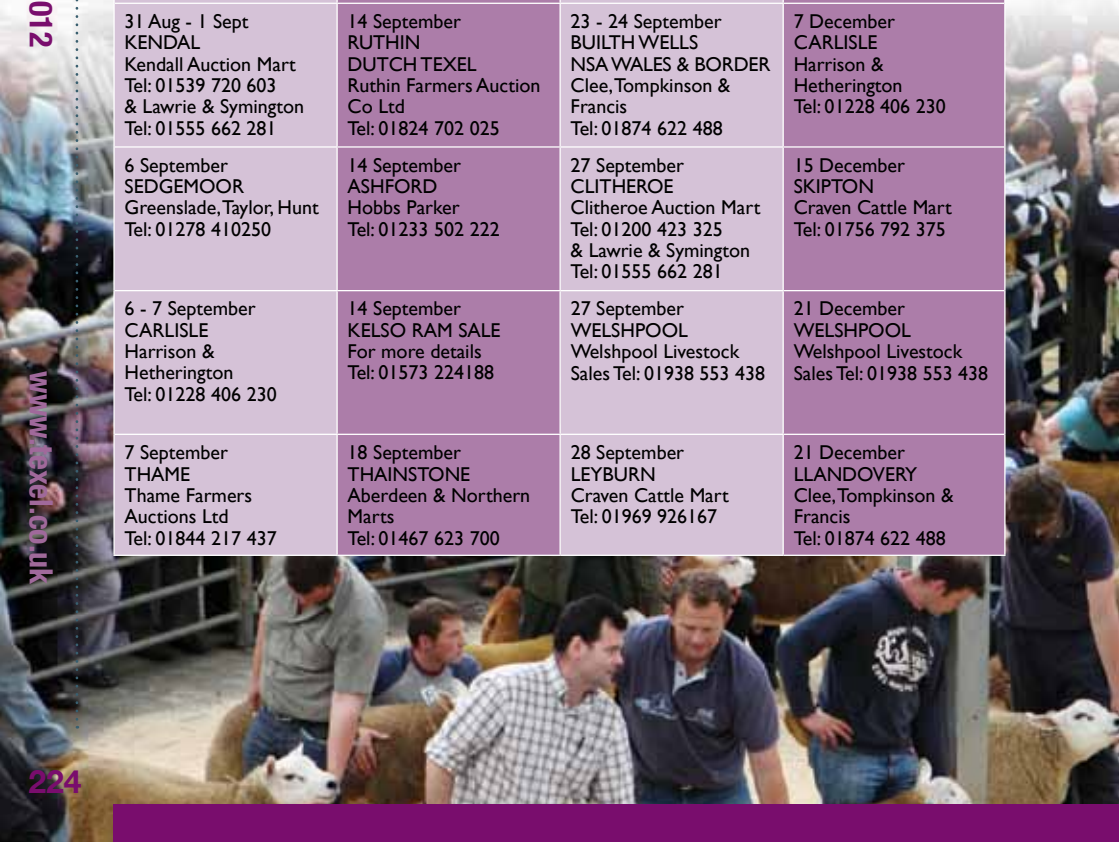 012
31 Aug - 1 Sept
KENDAL
Kendall Auction Mart
Tel: 01539 720 603
& Lawrie & Symington
Tel: 01555 662 281
14 September
RUTHIN
DUTCH TEXEL
Ruthin Farmers Auction
Co Ltd
Tel: 01824 702 025
23 - 24 September
BUILTH WELLS
NSA WALES & BORDER
Clee, Tompkinson &
Francis
Tel: 01874 622 488
7 December
CARLISLE
Harrison &
Hetherington
Tel: 01228 406 230
6 September
SEDGEMOOR
Greenslade, Taylor, Hunt
Tel: 01278 410250
14 September
ASHFORD
Hobbs Parker
Tel: 01233 502 222
27 September
CLITHEROE
Clitheroe Auction Mart
Tel: 01200 423 325
& Lawrie & Symington
Tel: 01555 662 281
15 December
SKIPTON
Craven Cattle Mart
Tel: 01756 792 375
6 - 7 September
CARLISLE
Harrison &
Hetherington
Tel: 01228 406 230
14 September
KELSO RAM SALE
For more details
Tel: 01573 224188
27 September
WELSHPOOL
Welshpool Livestock
Sales Tel: 01938 553 438
21 December
WELSHPOOL
Welshpool Livestock
Sales Tel: 01938 553 438
7 September
THAME
Thame Farmers
Auctions Ltd
Tel: 01844 217 437
18 September
THAINSTONE
Aberdeen & Northern
Marts
Tel: 01467 623 700
28 September
LEYBURN
Craven Cattle Mart
Tel: 01969 926167
21 December
LLANDOVERY
Clee, Tompkinson &
Francis
Tel: 01874 622 488
www.texel.co.uk
224